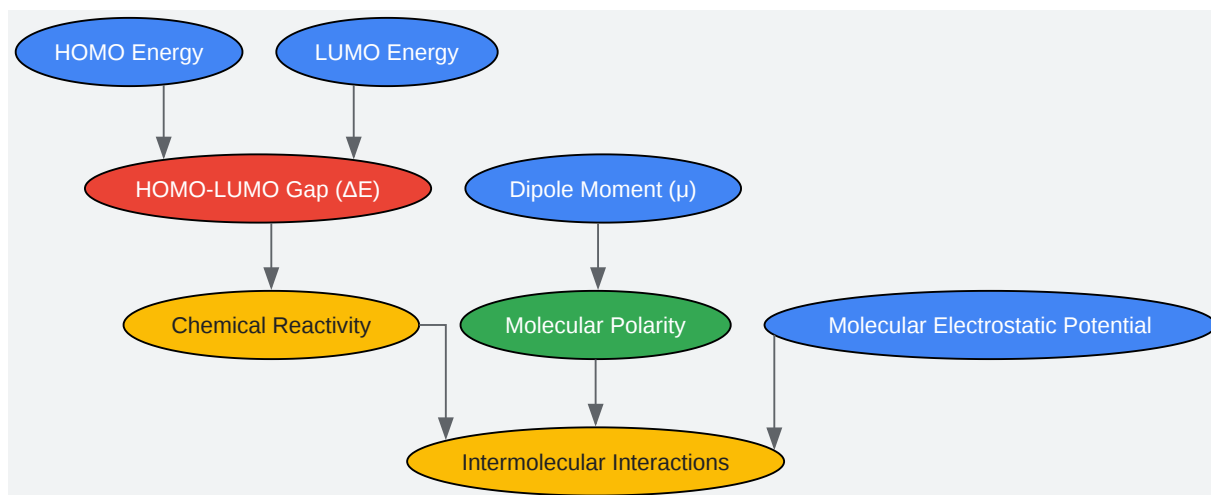 HOMO Energy
LUMO Energy
HOMO-LUMO Gap (ΔE)
Dipole Moment (μ)
Chemical Reactivity
Molecular Polarity
Molecular Electrostatic Potential
Intermolecular Interactions